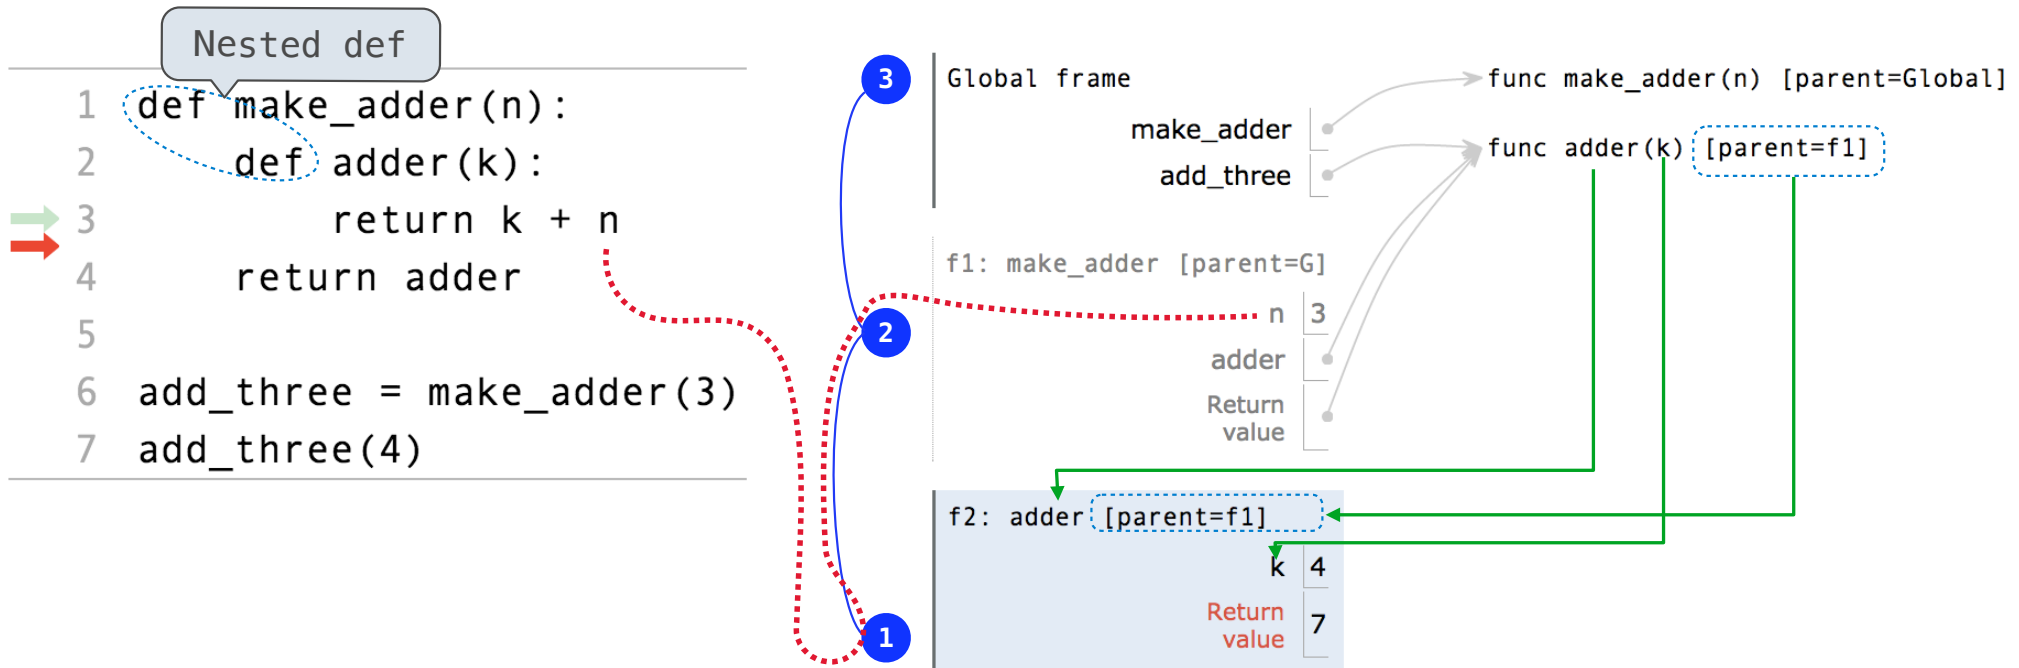 Nested def
1 def make_adder(n):
2 def adder(k):
3 return k + n
4 return adder
5
6 add_three = make_adder(3)
7 add_three(4)
3
Global frame
make_adder
add_three
func make_adder(n) [parent=Global]
func adder(k) [parent=f1]
2
f1: make_adder [parent=G]
n 3
adder
Return
value
1
f2: adder [parent=f1]
k 4
Return
value 7